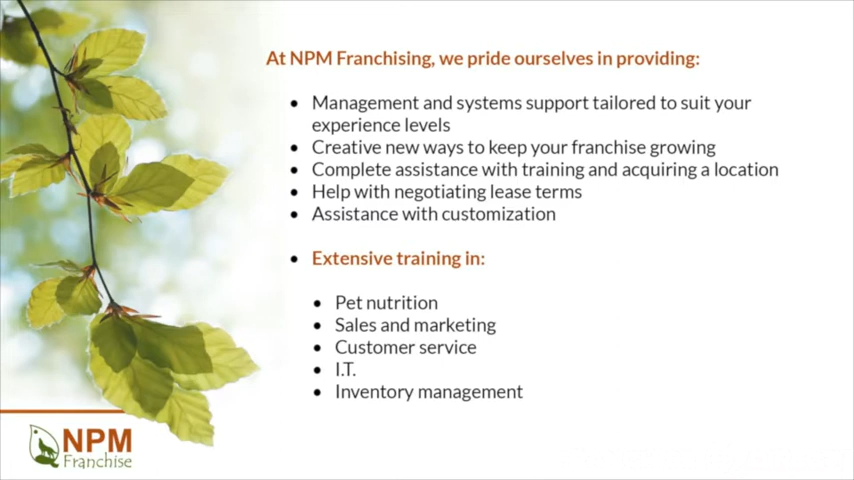 At NPM Franchising, we pride ourselves in providing:
• Management and systems support tailored to suit your
experience levels
• Creative new ways to keep your franchise growing
• Complete assistance with training and acquiring a location
• Help with negotiating lease terms
• Assistance with customization
• Extensive training in:
• Pet nutrition
• Sales and marketing
• Customer service
• I.T.
• Inventory management
NPM
Franchise